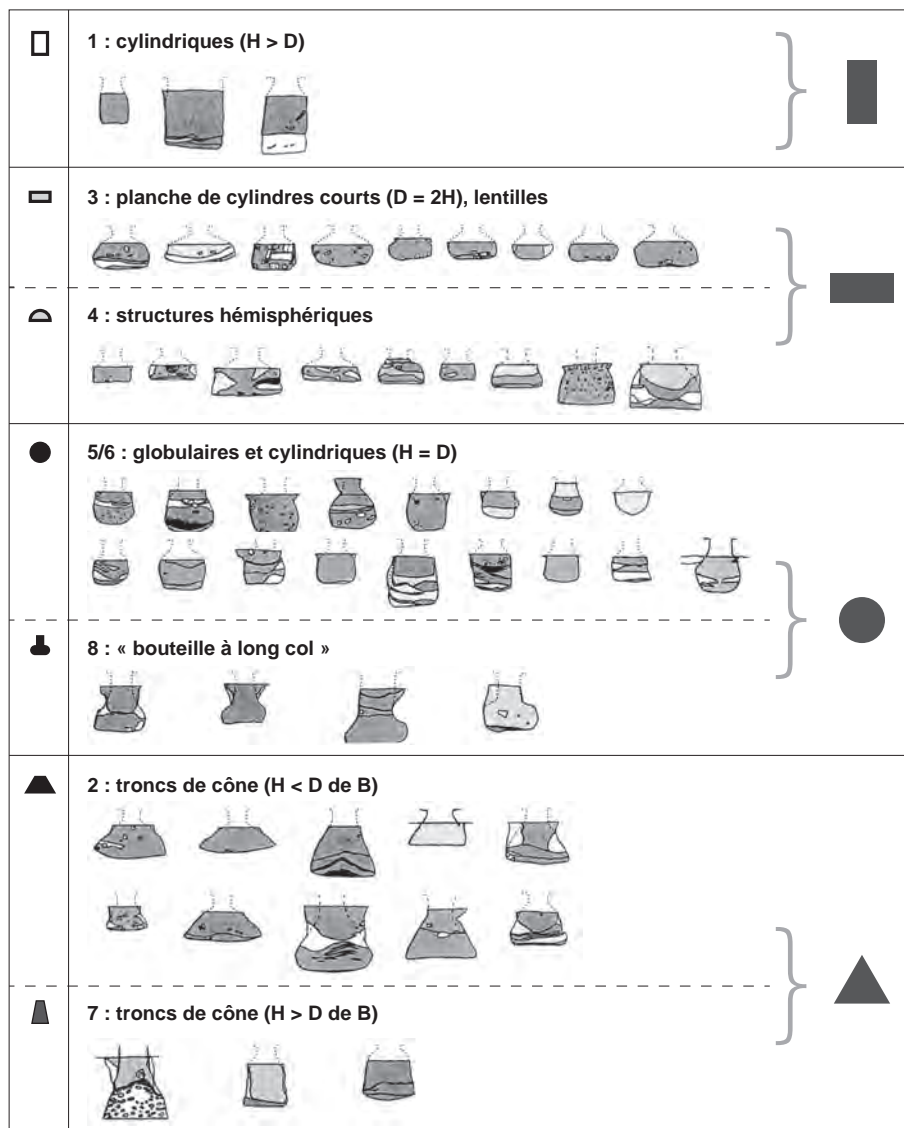 1 : cylindriques (H > D)
3 : planche de cylindres courts (D = 2H), lentilles
4 : structures hémisphériques
5/6 : globulaires et cylindriques (H = D)
8 : « bouteille à long col »
2 : troncs de cône (H < D de B)
7 : troncs de cône (H > D de B)